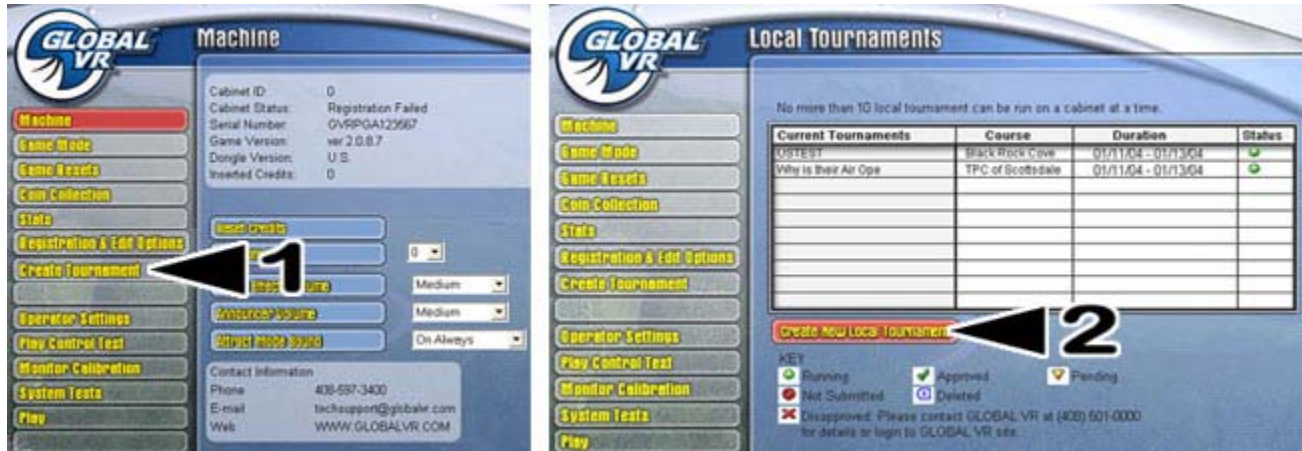 GLOBAL
VR
Machine
Cabinet ID: 0
Cabinet Status: Registration Failed
Serial Number: GVRPGA123567
Game Version: ver 2.0.8.7
Dongle Version: U.S.
Inserted Credits: 0
Machine
Game Mode
Game Resets
Coin Collection
Stats
Registration & Edit Options
Create Tournament
Operator Settings
Play Control Test
Monitor Calibration
System Tests
Play
Reset Credits
0
Medium
Announcer Volume Medium
Attract Mode Sound On Always
1
Contact Information
Phone 408-597-3400
E-mail techsupport@globalvr.com
Web WWW.GLOBALVR.COM
GLOBAL
VR
Local Tournaments
No more than 10 local tournament can be run on a cabinet at a time.
Current Tournaments Course Duration Status
USTEST Black Rock Cove 01/11/04 - 01/13/04
Why is their Air Ope TPC of Scottsdale 01/11/04 - 01/13/04
Machine
Game Mode
Game Resets
Coin Collection
Stats
Registration & Edit Options
Create Tournament
Operator Settings
Play Control Test
Monitor Calibration
System Tests
Play
Create New Local Tournament
2
KEY
Running Approved Pending
Not Submitted Deleted
Disapproved: Please contact GLOBAL VR at (408) 601-0000
for details or login to GLOBAL VR site.